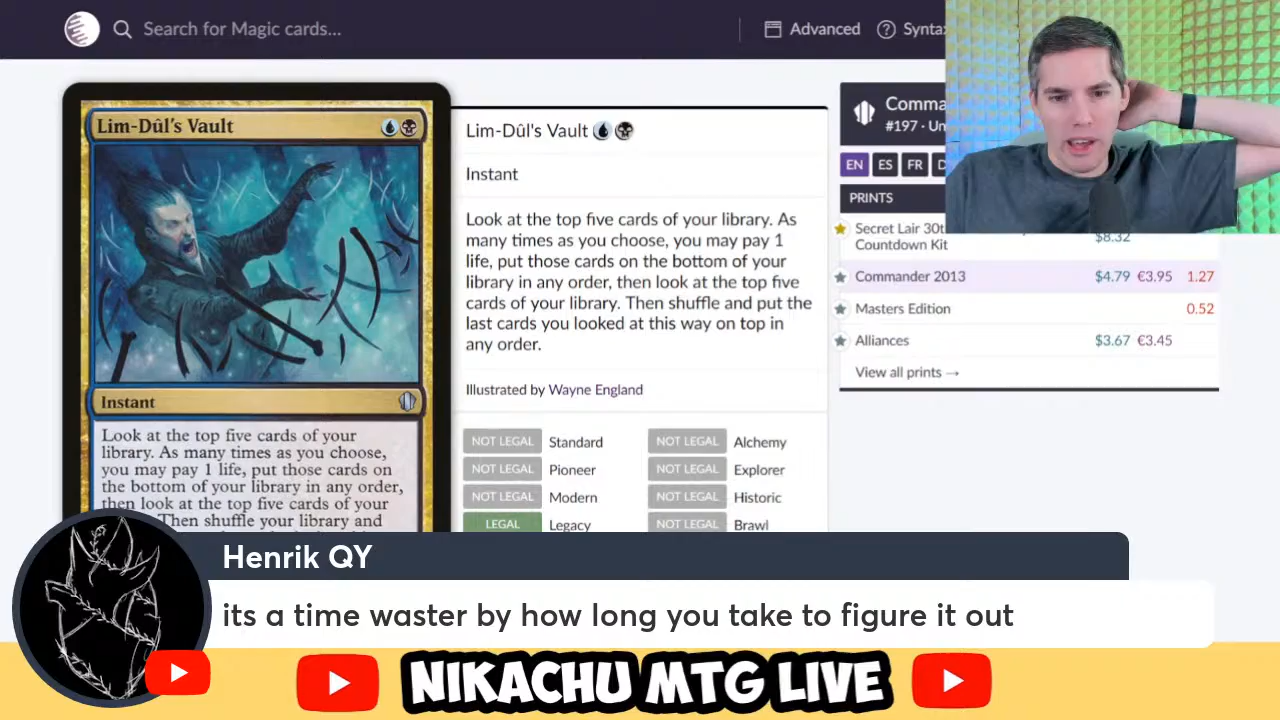 Search for Magic cards...
Advanced
Lim-Dûl's Vault
Instant
Look at the top five cards of your
library. As many times as you choose,
you may pay 1 life, put those cards on
the bottom of your library in any order,
then look at the top five cards of your
Then shuffle your library and
Lim-Dûl's Vault
Instant
Look at the top five cards of your library. As
many times as you choose, you may pay 1
life, put those cards on the bottom of your
library in any order, then look at the top five
cards of your library. Then shuffle and put the
last cards you looked at this way on top in
any order.
Illustrated by Wayne England
NOT LEGAL Standard NOT LEGAL Alchemy
NOT LEGAL Pioneer NOT LEGAL Explorer
NOT LEGAL Modern NOT LEGAL Historic
LEGAL Legacy NOT LEGAL Brawl
#197
EN ES FR
PRINTS
Secret Lair
Countdown Kit $8.32
Commander 2013 $4.79 €3.95 1.27
Masters Edition 0.52
Alliances $3.67 €3.45
View all prints →
Henrik QY
its a time waster by how long you take to figure it out
NIKACHU MTG LIVE